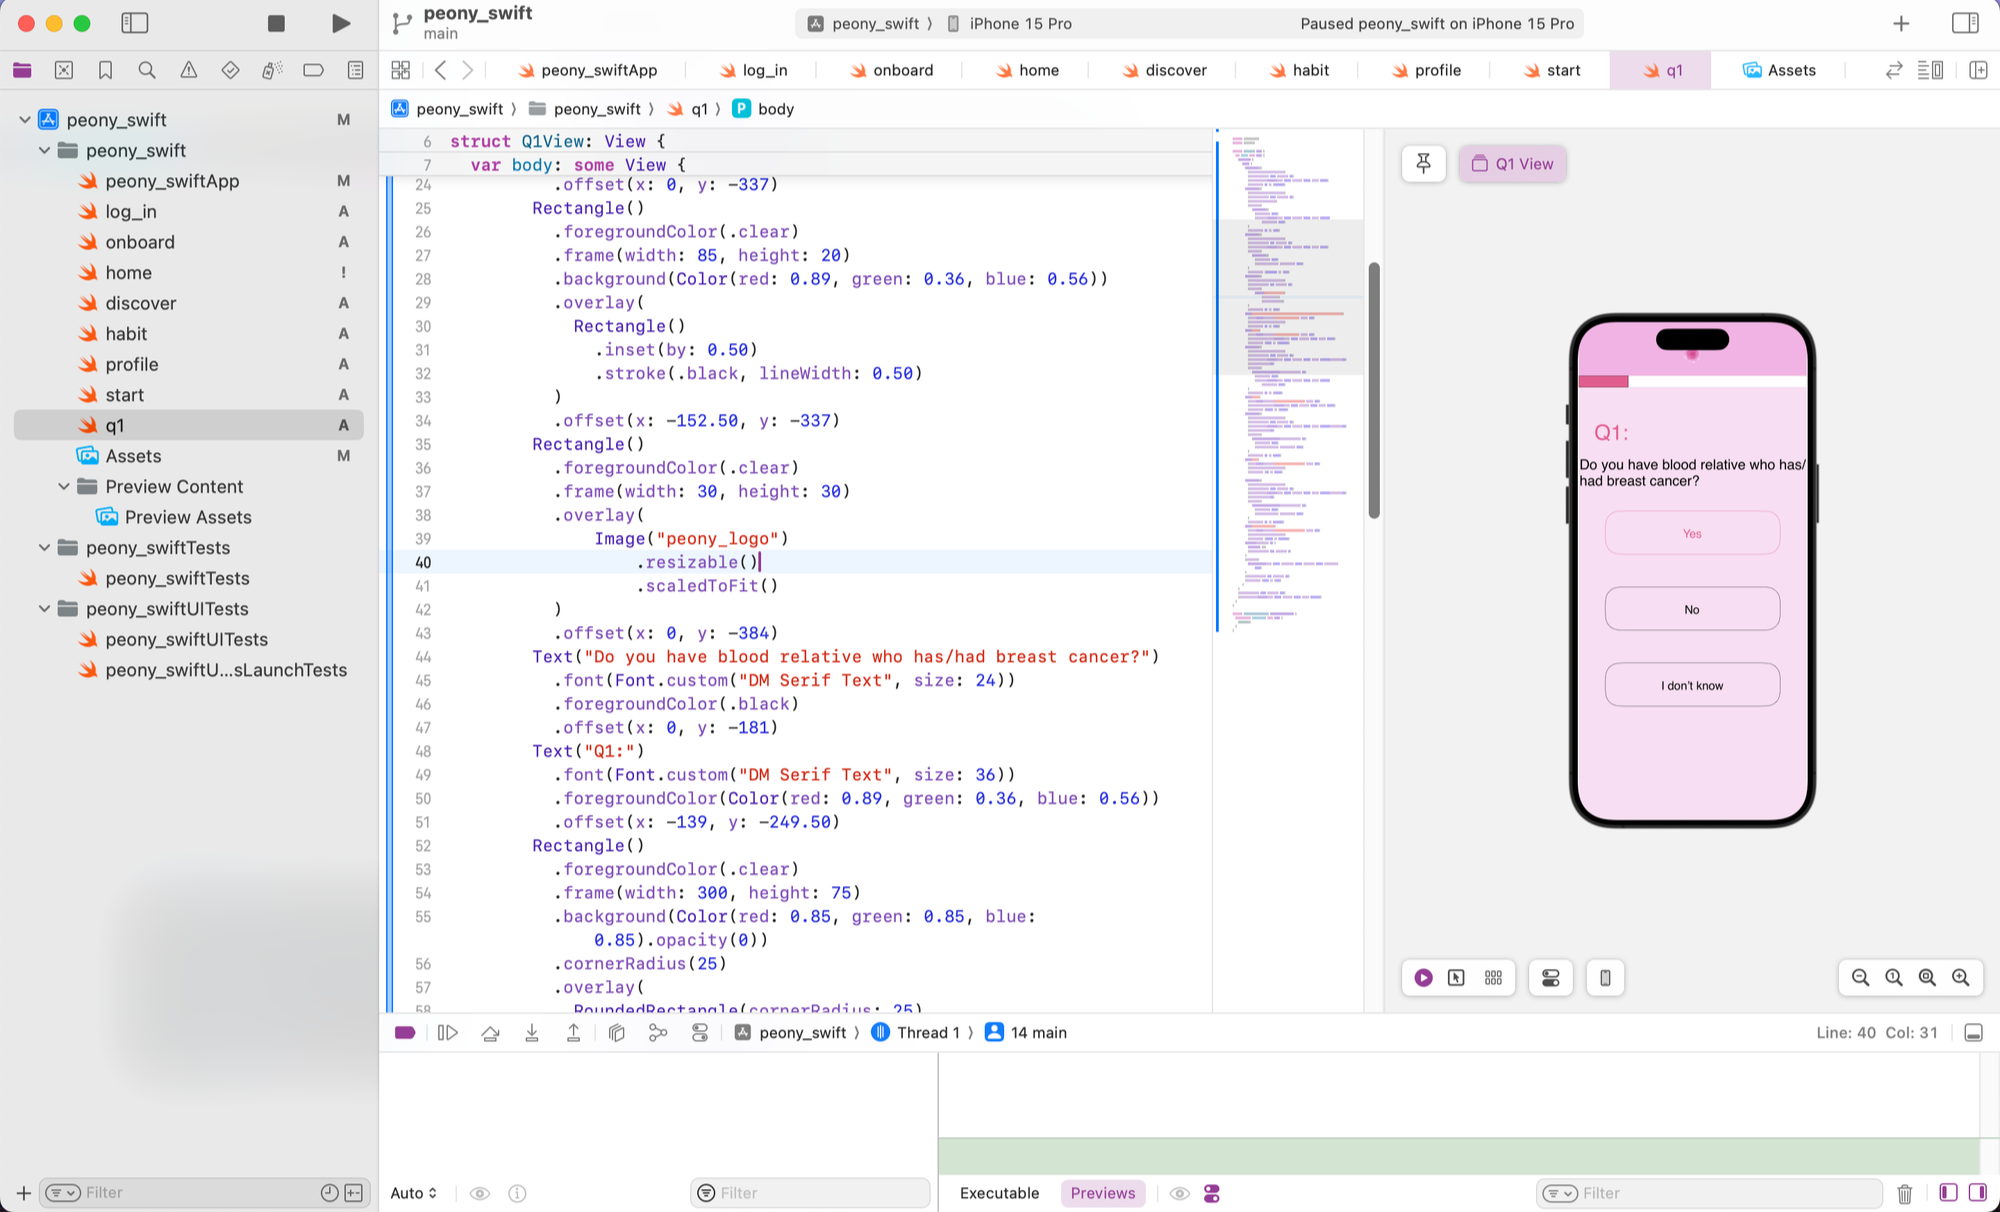 peony_swift
main
peony_swift 〉 iPhone 15 Pro
Paused peony_swift on iPhone 15 Pro
peony_swiftApp
log_in
onboard
home
discover
habit
profile
start
q1
Assets
peony_swift 〉 peony_swift 〉 q1 〉 P body
peony_swift M
peony_swift
peony_swiftApp M
log_in A
onboard A
home !
discover A
habit A
profile A
start A
q1 A
Assets M
Preview Content
Preview Assets
peony_swiftTests
peony_swiftTests
peony_swiftUITests
peony_swiftUITests
peony_swiftU...sLaunchTests
Filter
6 struct Q1View: View {
7 var body: some View {
24 .offset(x: 0, y: -337)
25 Rectangle()
26 .foregroundColor(.clear)
27 .frame(width: 85, height: 20)
28 .background(Color(red: 0.89, green: 0.36, blue: 0.56))
29 .overlay(
30 Rectangle()
31 .inset(by: 0.50)
32 .stroke(.black, lineWidth: 0.50)
33 )
34 .offset(x: -152.50, y: -337)
35 Rectangle()
36 .foregroundColor(.clear)
37 .frame(width: 30, height: 30)
38 .overlay(
39 Image("peony_logo")
40 .resizable()
41 .scaledToFit()
42 )
43 .offset(x: 0, y: -384)
44 Text("Do you have blood relative who has/had breast cancer?")
45 .font(Font.custom("DM Serif Text", size: 24))
46 .foregroundColor(.black)
47 .offset(x: 0, y: -181)
48 Text("Q1:")
49 .font(Font.custom("DM Serif Text", size: 36))
50 .foregroundColor(Color(red: 0.89, green: 0.36, blue: 0.56))
51 .offset(x: -139, y: -249.50)
52 Rectangle()
53 .foregroundColor(.clear)
54 .frame(width: 300, height: 75)
55 .background(Color(red: 0.85, green: 0.85, blue:
0.85).opacity(0))
56 .cornerRadius(25)
57 .overlay(
58 RoundedRectangle(cornerRadius: 25)
Q1 View
Q1:
Do you have blood relative who has/
had breast cancer?
Yes
No
I don't know
peony_swift 〉 Thread 1 〉 14 main
Line: 40 Col: 31
Auto
Filter
Executable
Previews
Filter